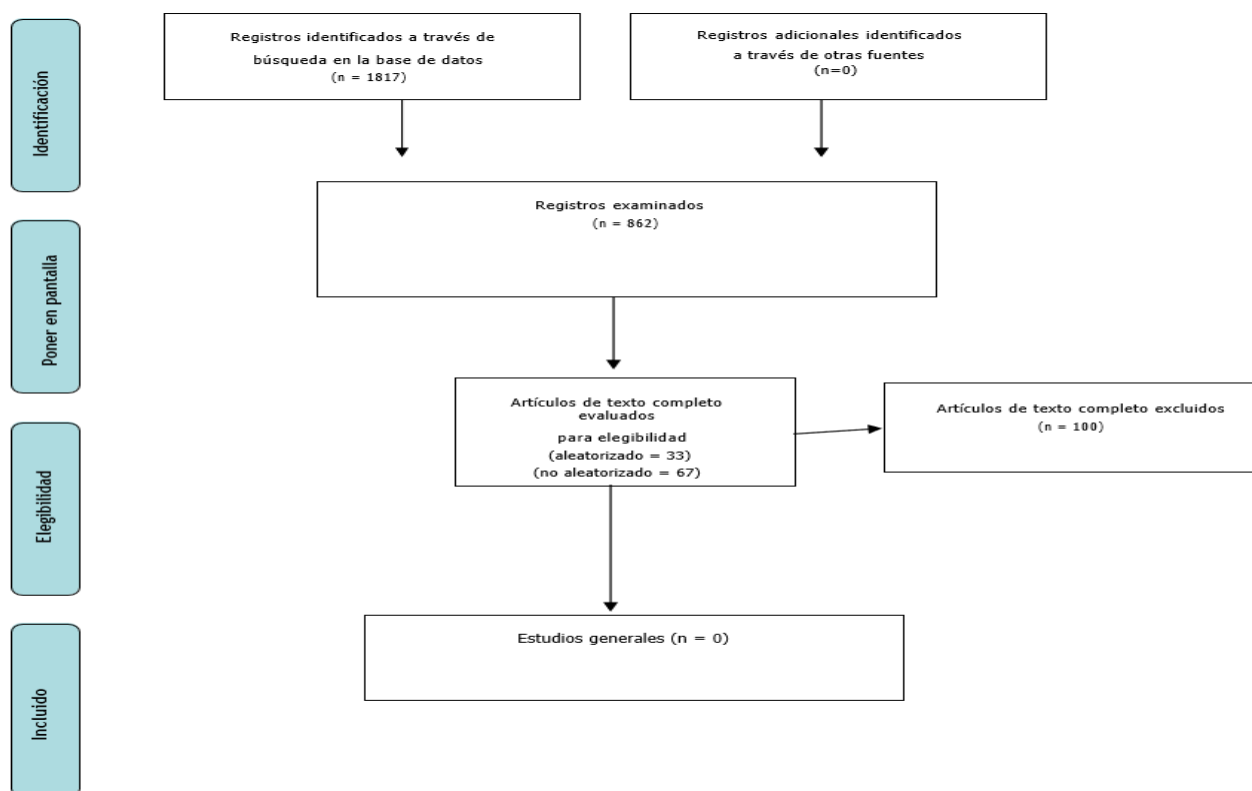 Identificación
Registros identificados a través de
búsqueda en la base de datos
(n = 1817)
Registros adicionales identificados
a través de otras fuentes
(n=0)
Poner en pantalla
Registros examinados
(n = 862)
Elegibilidad
Artículos de texto completo
evaluados
para elegibilidad
(aleatorizado = 33)
(no aleatorizado = 67)
Artículos de texto completo excluidos
(n = 100)
Incluido
Estudios generales (n = 0)